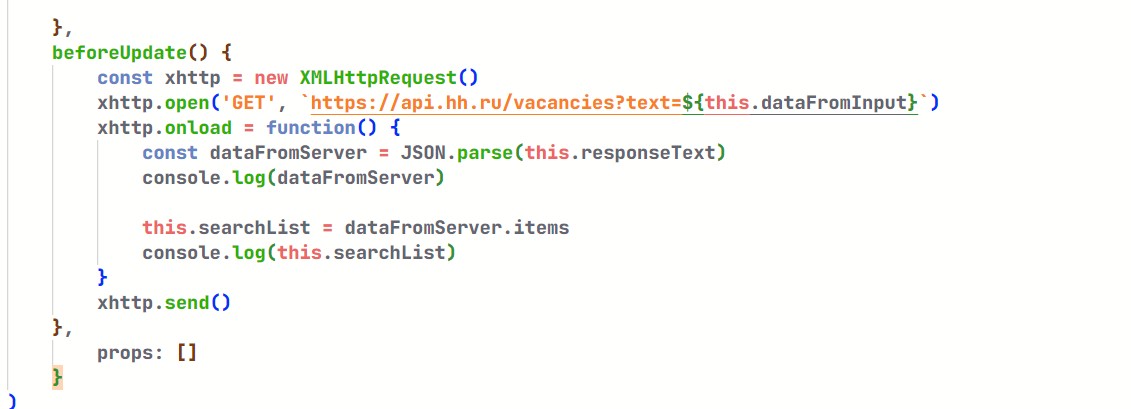 },
beforeUpdate() {
const xhttp = new XMLHttpRequest()
xhttp.open('GET', `https://api.hh.ru/vacancies?text=${this.dataFromInput}`)
xhttp.onload = function() {
const dataFromServer = JSON.parse(this.responseText)
console.log(dataFromServer)
this.searchList = dataFromServer.items
console.log(this.searchList)
}
xhttp.send()
},
props: []
}
)